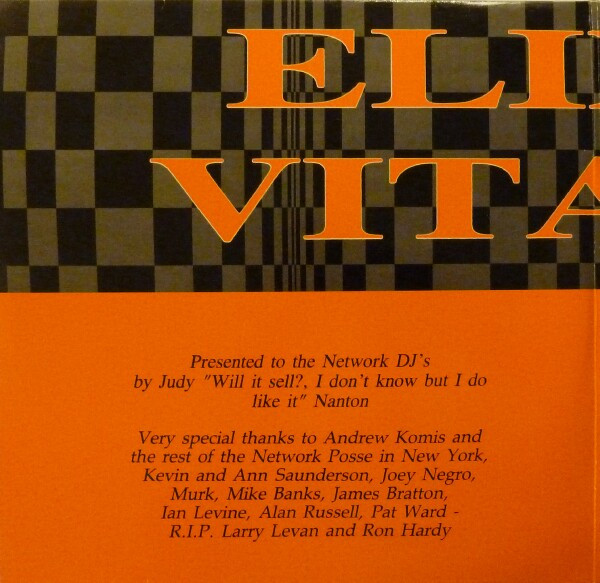 ELI
VITA
Presented to the Network DJ's
by Judy "Will it sell?, I don't know but I do
like it" Nanton
Very special thanks to Andrew Komis and
the rest of the Network Posse in New York,
Kevin and Ann Saunderson, Joey Negro,
Murk, Mike Banks, James Bratton,
Ian Levine, Alan Russell, Pat Ward -
R.I.P. Larry Levan and Ron Hardy